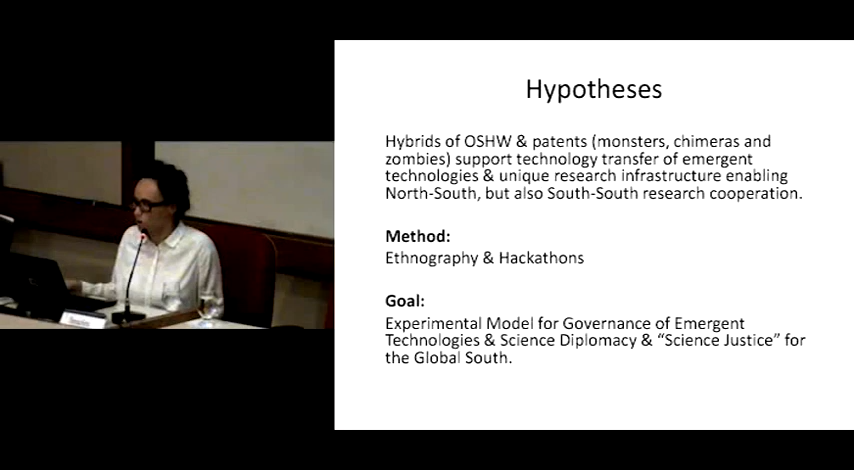 Hypotheses
Hybrids of OSHW & patents (monsters, chimeras and
zombies) support technology transfer of emergent
technologies & unique research infrastructure enabling
North-South, but also South-South research cooperation.
Method:
Ethnography & Hackathons
Goal:
Experimental Model for Governance of Emergent
Technologies & Science Diplomacy & “Science Justice” for
the Global South.